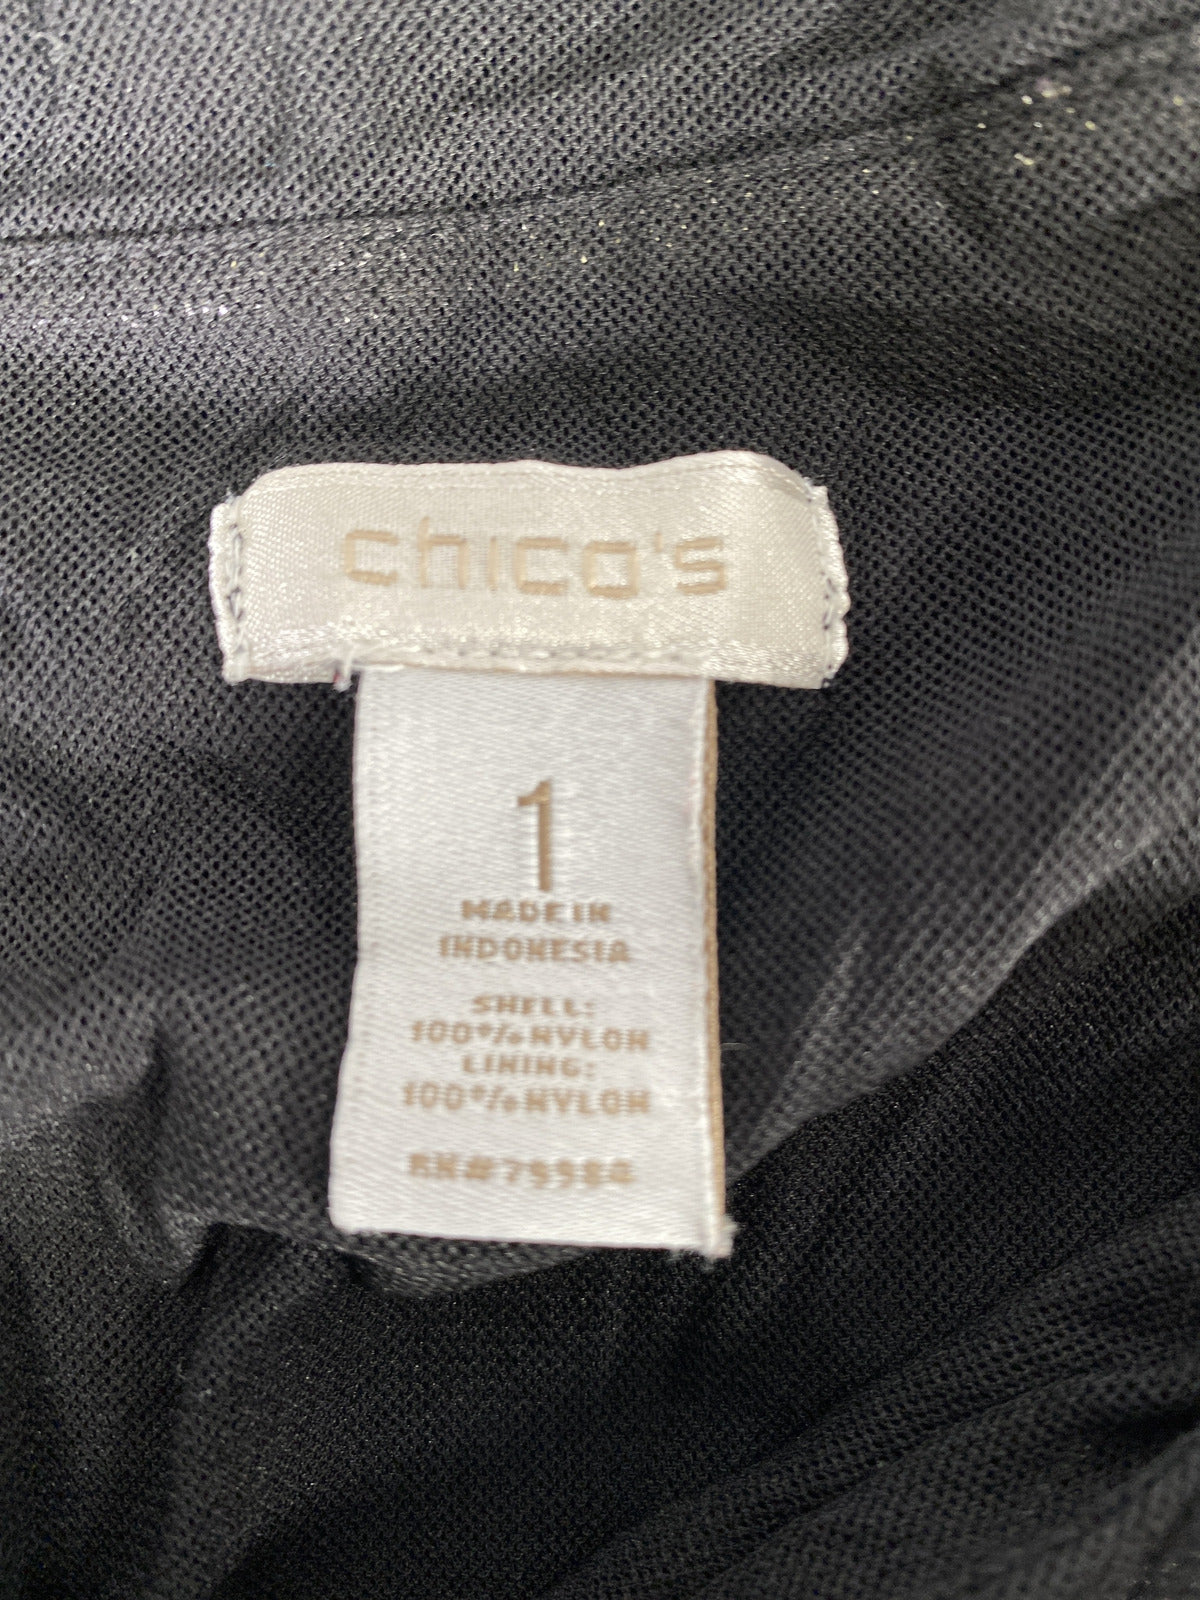 chico's
1
MADE IN
INDONESIA
SHELL:
100% NYLON
LINING:
100% NYLON
RN#79984